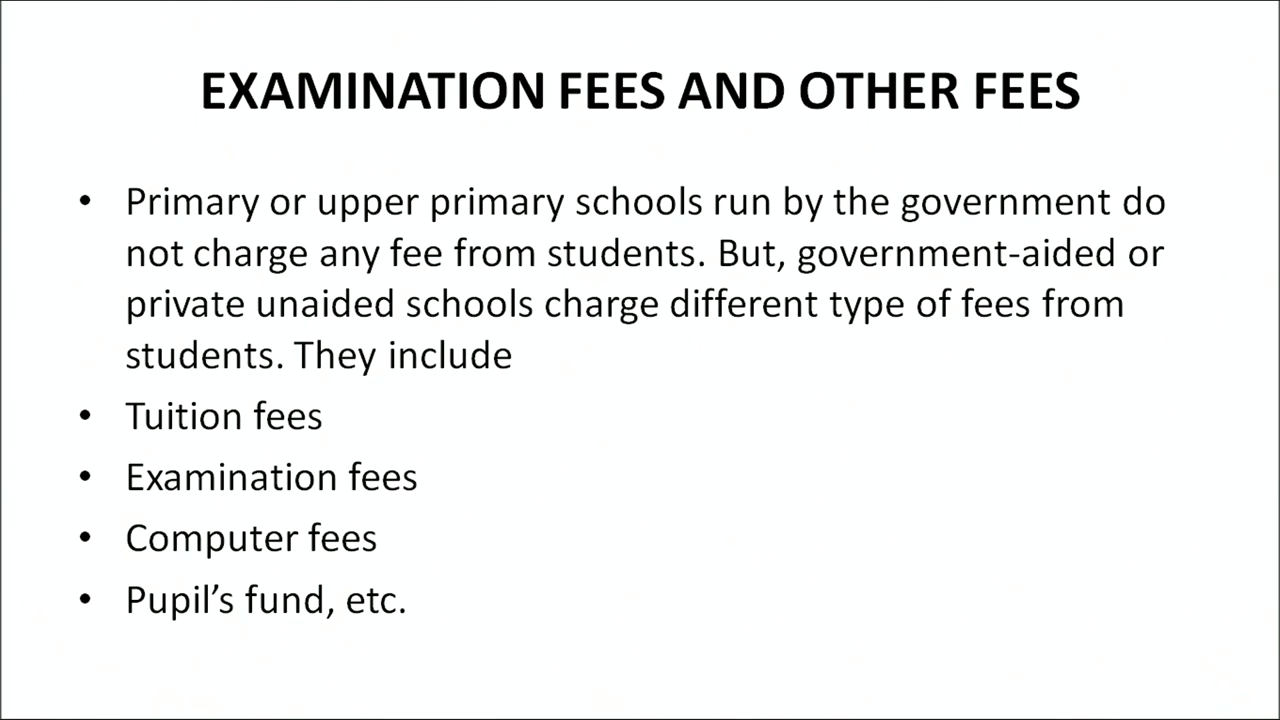 EXAMINATION FEES AND OTHER FEES
• Primary or upper primary schools run by the government do
not charge any fee from students. But, government-aided or
private unaided schools charge different type of fees from
students. They include
• Tuition fees
• Examination fees
• Computer fees
• Pupil’s fund, etc.